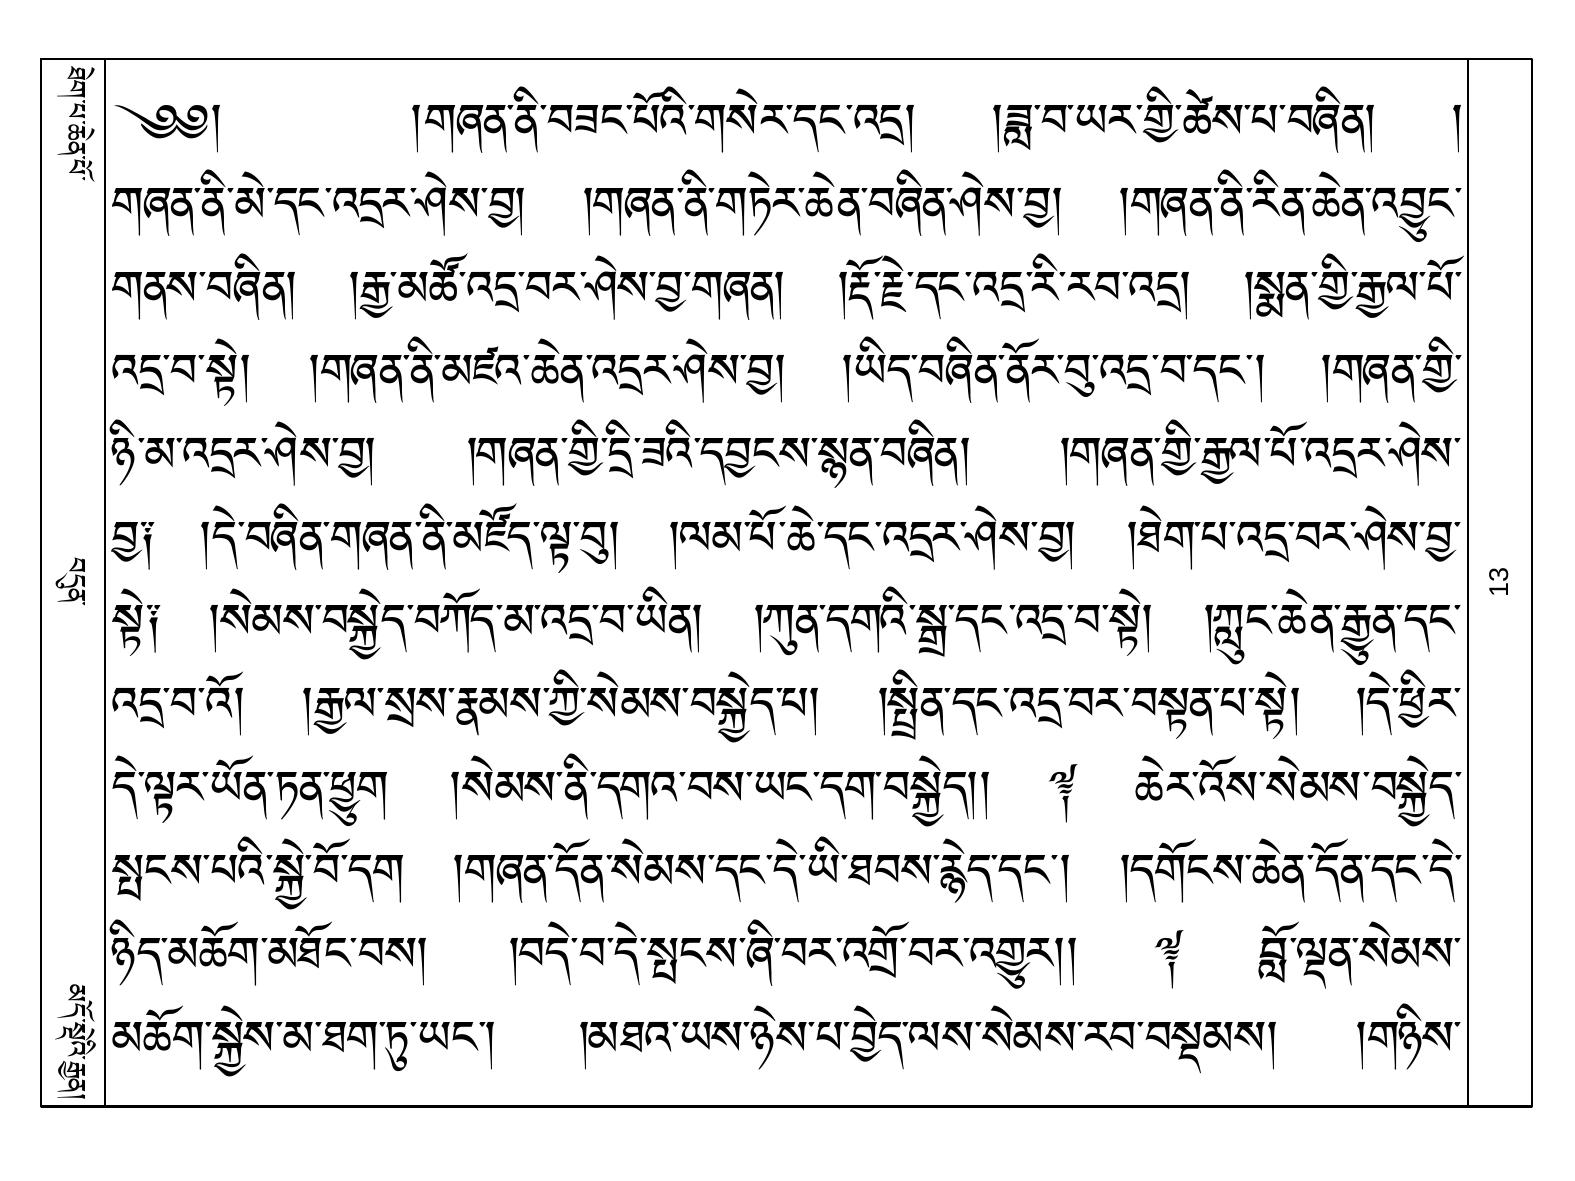 ཐེག་པ་ཆེན་པོ་
བདུན་
མདོ་སྡེའི་རྒྱན།
༄༅། །གཞན་ནི་བཟང་པོའི་གསེར་དང་འདྲ། །ཟླ་བ་ཡར་གྱི་ཚེས་པ་བཞིན། །
གཞན་ནི་མེ་དང་འདྲར་ཤེས་བྱ། །གཞན་ནི་གཏེར་ཆེན་བཞིན་ཤེས་བྱ། །གཞན་ནི་རིན་ཆེན་འབྱུང་
གནས་བཞིན། །རྒྱ་མཚོ་འདྲ་བར་ཤེས་བྱ་གཞན། །རྡོ་རྗེ་དང་འདྲ་རི་རབ་འདྲ། །སྨན་གྱི་རྒྱལ་པོ་
འདྲ་བ་སྟེ། །གཞན་ནི་མཛའ་ཆེན་འདྲར་ཤེས་བྱ། །ཡིད་བཞིན་ནོར་བུ་འདྲ་བ་དང་། །གཞན་གྱི་
ཉི་མ་འདྲར་ཤེས་བྱ། །གཞན་གྱི་དྲི་ཟའི་དབྱངས་སྙན་བཞིན། །གཞན་གྱི་རྒྱལ་པོ་འདྲར་ཤེས་
བྱ༑ །དེ་བཞིན་གཞན་ནི་མཛོད་ལྟ་བུ། །ལམ་པོ་ཆེ་དང་འདྲར་ཤེས་བྱ། །ཐེག་པ་འདྲ་བར་ཤེས་བྱ་
སྟེ༑ །སེམས་བསྐྱེད་བཀོད་མ་འདྲ་བ་ཡིན། །ཀུན་དགའི་སྒྲ་དང་འདྲ་བ་སྟེ། །ཀླུང་ཆེན་རྒྱུན་དང་
འདྲ་བ་འོ། །རྒྱལ་སྲས་རྣམས་ཀྱི་སེམས་བསྐྱེད་པ། །སྤྲིན་དང་འདྲ་བར་བསྟན་པ་སྟེ། །དེ་ཕྱིར་
དེ་ལྟར་ཡོན་ཏན་ཕྱུག །སེམས་ནི་དགའ་བས་ཡང་དག་བསྐྱེད།། ༈ ཆེར་འོས་སེམས་བསྐྱེད་
སྤངས་པའི་སྐྱེ་བོ་དག །གཞན་དོན་སེམས་དང་དེ་ཡི་ཐབས་རྙེད་དང་། །དགོངས་ཆེན་དོན་དང་དེ་
ཉིད་མཆོག་མཐོང་བས། །བདེ་བ་དེ་སྤངས་ཞི་བར་འགྲོ་བར་འགྱུར།། ༈ བློ་ལྡན་སེམས་
མཆོག་སྐྱེས་མ་ཐག་ཏུ་ཡང་། །མཐའ་ཡས་ཉེས་པ་བྱེད་ལས་སེམས་རབ་བསྡམས། །གཉིས་
13